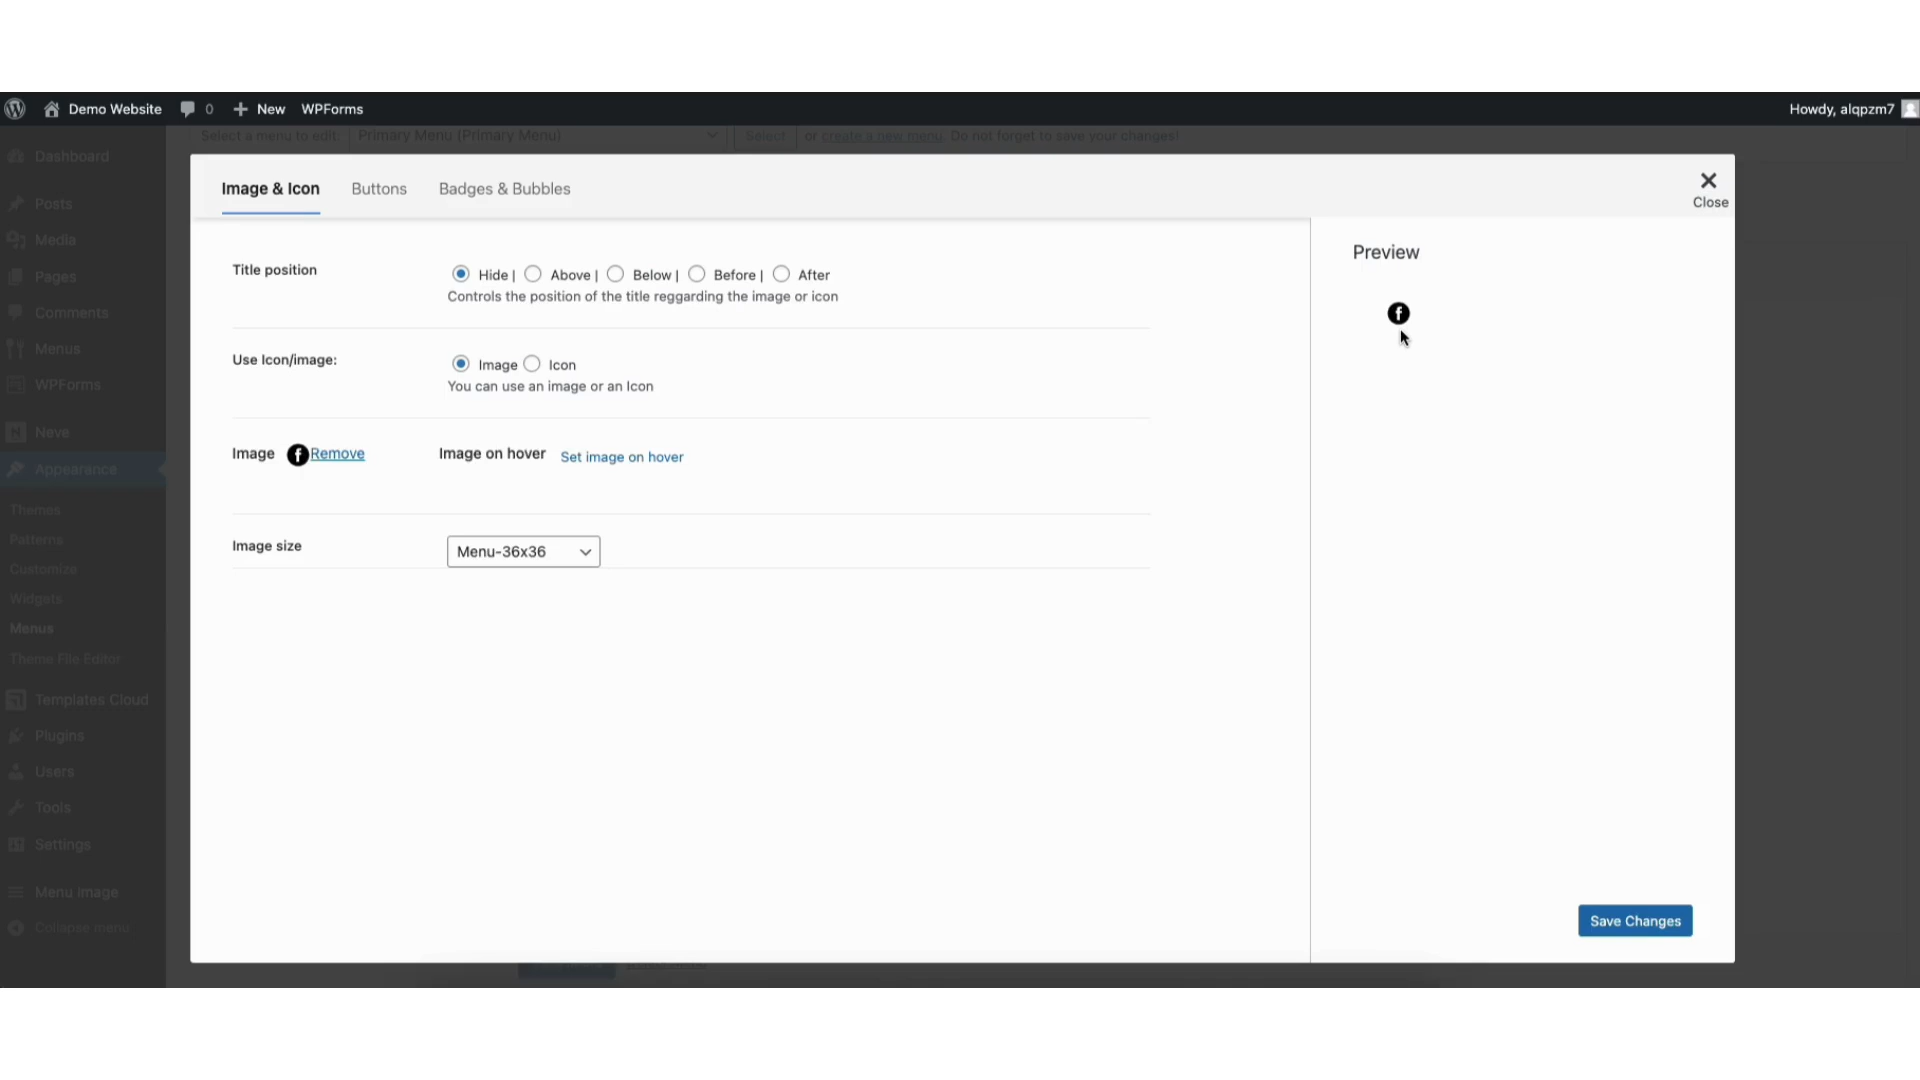 Demo Website 0 New WPForms Howdy, alqpzm7
Select a menu to edit: Primary Menu (Primary Menu) Select or create a new menu. Do not forget to save your changes!
Dashboard
Posts
Media
Pages
Comments
Menus
WPForms
Neve
Appearance
Themes
Patterns
Customize
Widgets
Menus
Theme File Editor
Templates Cloud
Plugins
Users
Tools
Settings
Menu Image
Collapse menu
Image & Icon Buttons Badges & Bubbles
Close
Title position
Hide | Above | Below | Before | After
Controls the position of the title reggarding the image or icon
Use Icon/image:
Image Icon
You can use an image or an Icon
Image Remove Image on hover Set image on hover
Image size
Menu-36x36
Preview
Save Changes